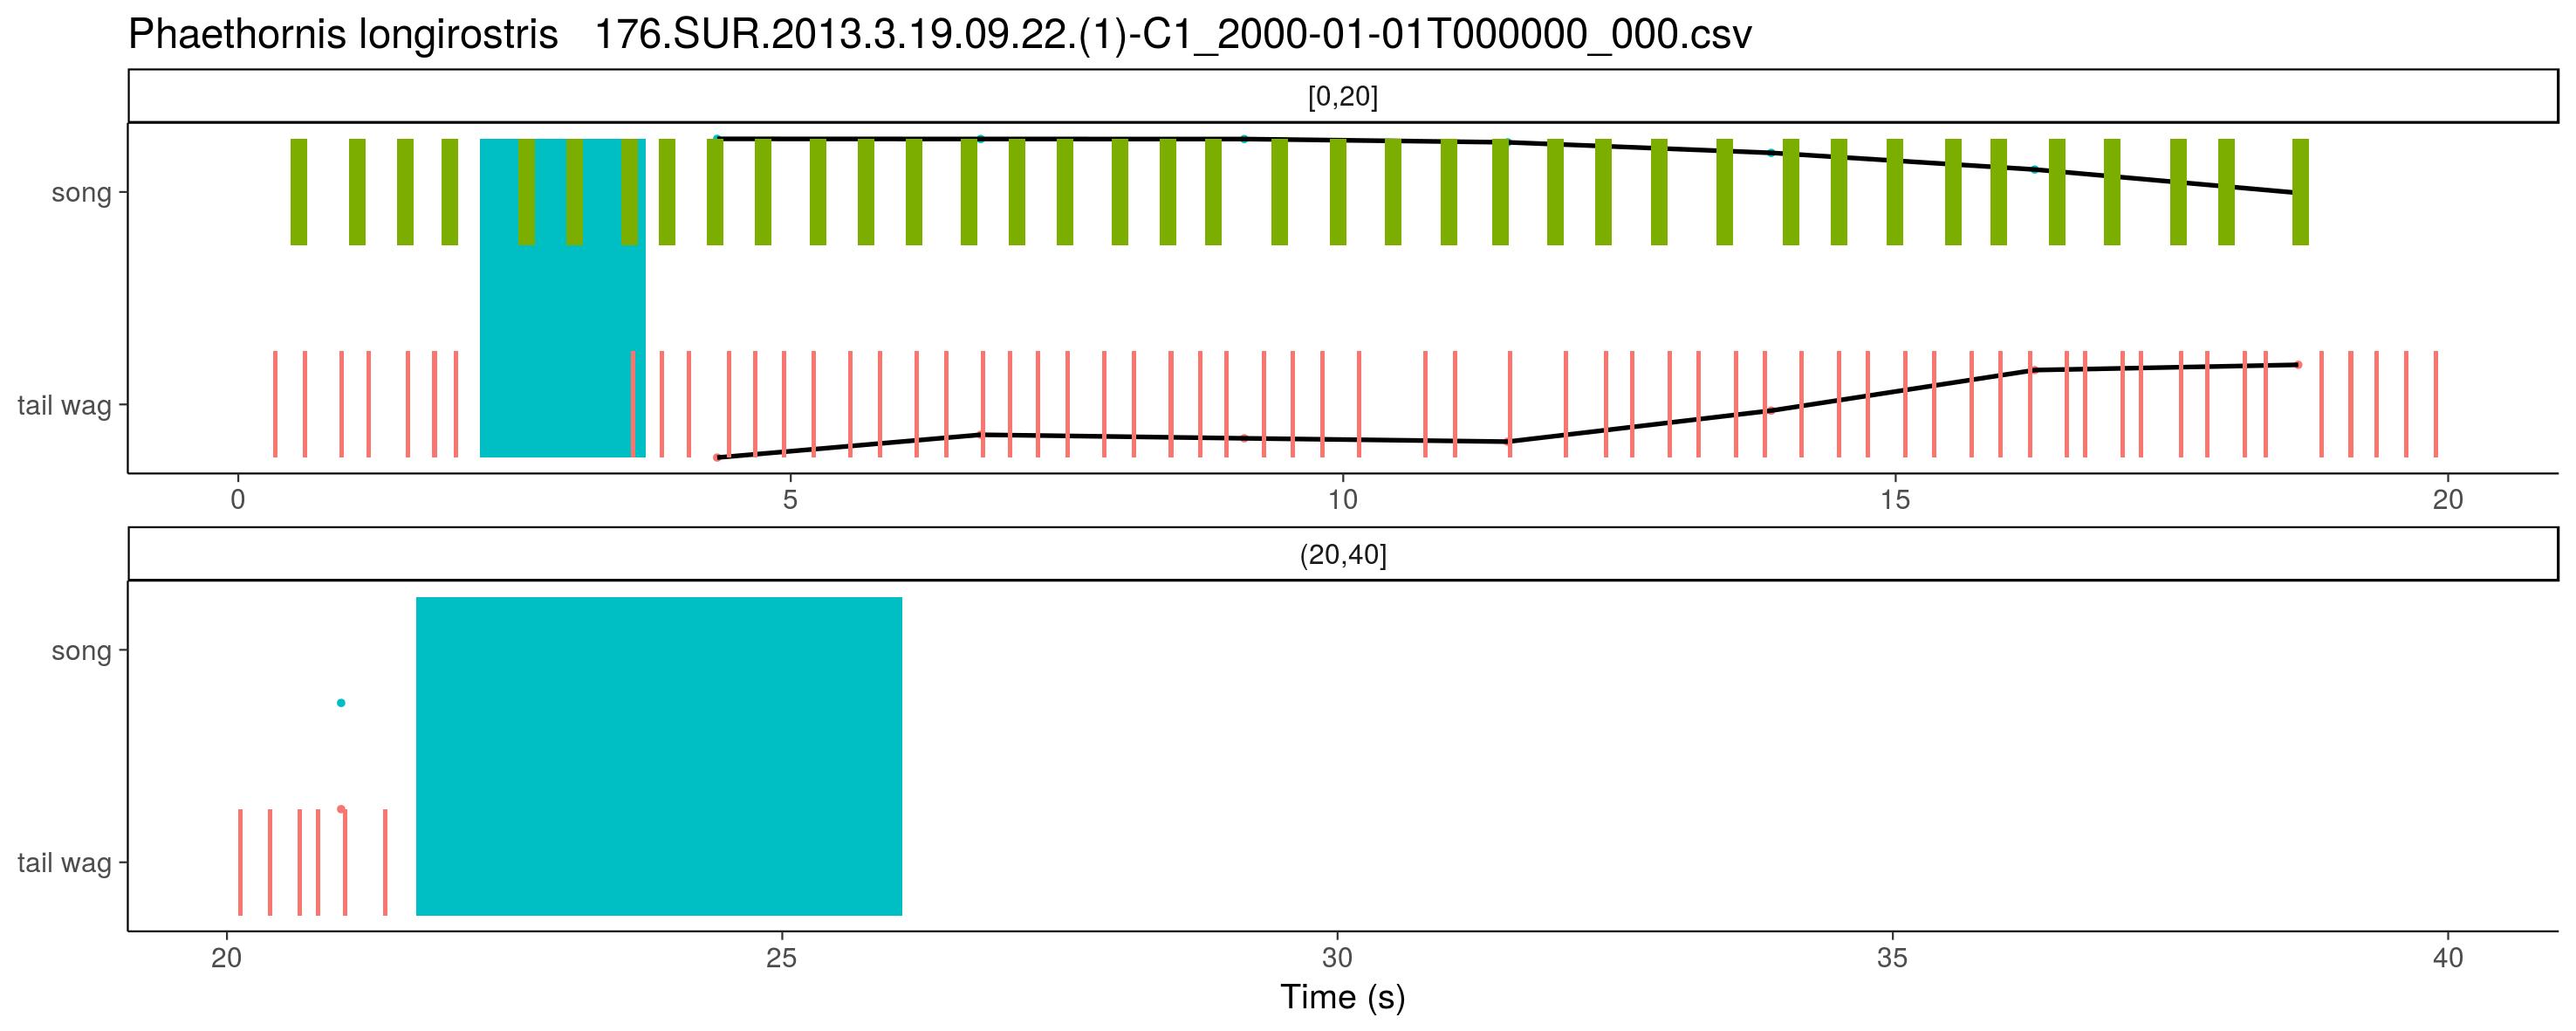 Phaethornis longirostris   176.SUR.2013.3.19.09.22.(1)-C1_2000-01-01T000000_000.csv
[0,20]
song
tail wag
0 5 10 15 20
(20,40]
song
tail wag
20 25 30 35 40
Time (s)